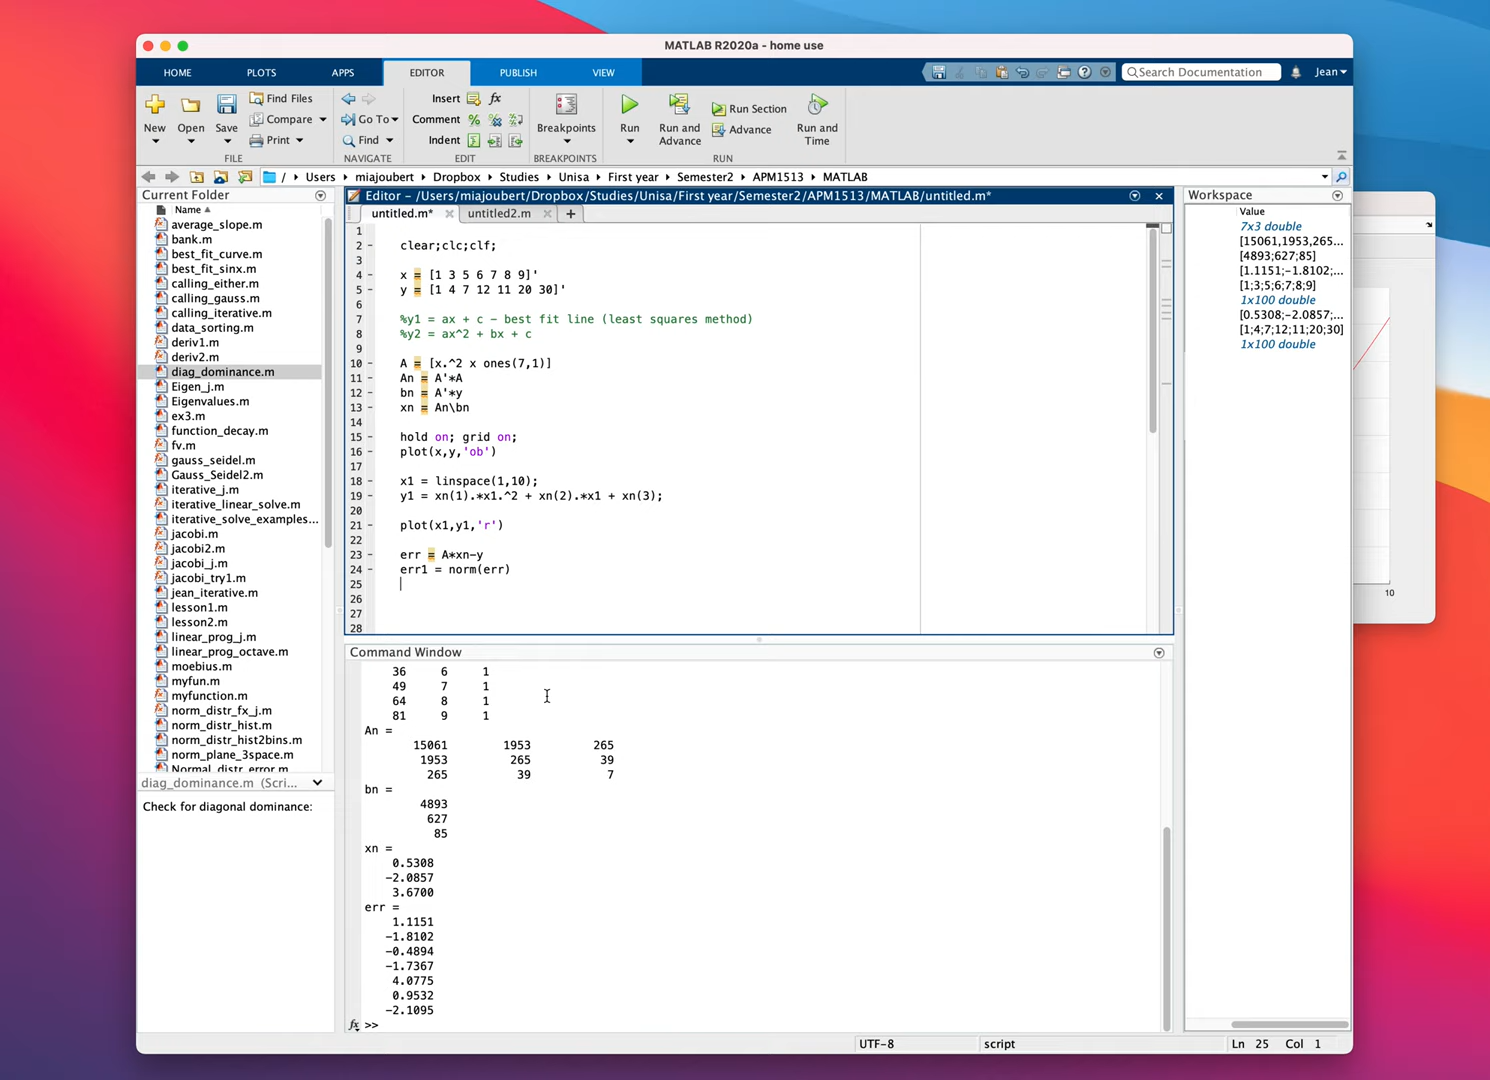 MATLAB R2020a - home use
HOME PLOTS APPS EDITOR PUBLISH VIEW
Search Documentation Jean
New Open Save Find Files Compare Print
Go To Find
Insert fx
Comment %
Indent
Breakpoints
Run
Run and Advance
Run Section
Advance
Run and Time
FILE NAVIGATE EDIT BREAKPOINTS RUN
/ Users miajoubert Dropbox Studies Unisa First year Semester2 APM1513 MATLAB
Current Folder
Name
average_slope.m
bank.m
best_fit_curve.m
best_fit_sinx.m
calling_either.m
calling_gauss.m
calling_iterative.m
data_sorting.m
deriv1.m
deriv2.m
diag_dominance.m
Eigen_j.m
Eigenvalues.m
ex3.m
function_decay.m
fv.m
gauss_seidel.m
Gauss_Seidel2.m
iterative_j.m
iterative_linear_solve.m
iterative_solve_examples...
jacobi.m
jacobi2.m
jacobi_j.m
jacobi_try1.m
jean_iterative.m
lesson1.m
lesson2.m
linear_prog_j.m
linear_prog_octave.m
moebius.m
myfun.m
myfunction.m
norm_distr_fx_j.m
norm_distr_hist.m
norm_distr_hist2bins.m
norm_plane_3space.m
Normal_distr_error.m
diag_dominance.m (Scri...
Check for diagonal dominance:
Editor - /Users/miajoubert/Dropbox/Studies/Unisa/First year/Semester2/APM1513/MATLAB/untitled.m*
untitled.m* untitled2.m
1
2 - clear;clc;clf;
3
4 - x = [1 3 5 6 7 8 9]'
5 - y = [1 4 7 12 11 20 30]'
6
7 %y1 = ax + c - best fit line (least squares method)
8 %y2 = ax^2 + bx + c
9
10 - A = [x.^2 x ones(7,1)]
11 - An = A'*A
12 - bn = A'*y
13 - xn = An\bn
14
15 - hold on; grid on;
16 - plot(x,y,'ob')
17
18 - x1 = linspace(1,10);
19 - y1 = xn(1).*x1.^2 + xn(2).*x1 + xn(3);
20
21 - plot(x1,y1,'r')
22
23 - err = A*xn-y
24 - err1 = norm(err)
25
26
27
28
Command Window
36 6 1
49 7 1
64 8 1
81 9 1
An =
15061 1953 265
1953 265 39
265 39 7
bn =
4893
627
85
xn =
0.5308
-2.0857
3.6700
err =
1.1151
-1.8102
-0.4894
-1.7367
4.0775
0.9532
-2.1095
fx >>
Workspace
Value
7x3 double
[15061,1953,265...
[4893;627;85]
[1.1151;-1.8102;...
[1;3;5;6;7;8;9]
1x100 double
[0.5308;-2.0857;...
[1;4;7;12;11;20;30]
1x100 double
10
UTF-8 script Ln 25 Col 1